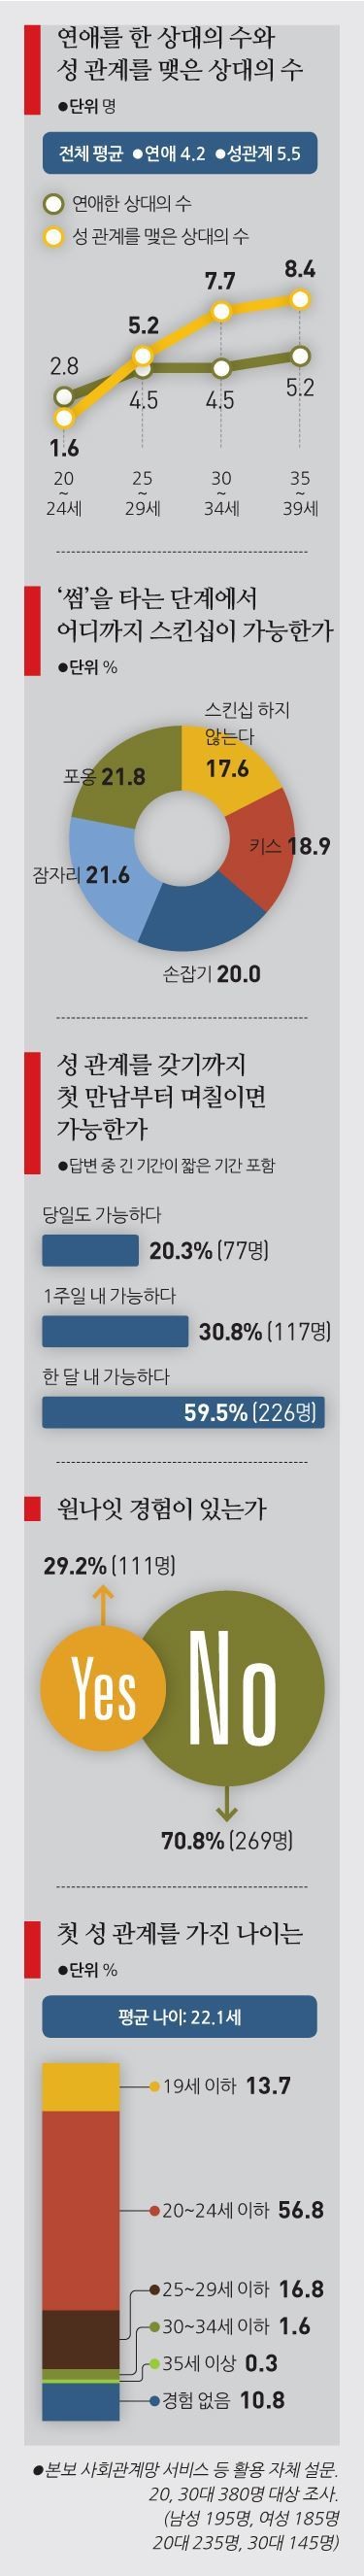 연애를 한 상대의 수와
성 관계를 맺은 상대의 수
●단위 명
전체 평균 ●연애 4.2 ●성관계 5.5
연애한 상대의 수
성 관계를 맺은 상대의 수
8.4
7.7
5.2
2.8
5.2
4.5 4.5
1.6
20 25 30 35
~ ~ ~ ~
24세 29세 34세 39세
‘썸’을 타는 단계에서
어디까지 스킨십이 가능한가
●단위 %
스킨십 하지
않는다
17.6
포옹 21.8
키스 18.9
잠자리 21.6
손잡기 20.0
성 관계를 갖기까지
첫 만남부터 며칠이면
가능한가
●답변 중 긴 기간이 짧은 기간 포함
당일도 가능하다
20.3% (77명)
1주일 내 가능하다
30.8% (117명)
한 달 내 가능하다
59.5% (226명)
원나잇 경험이 있는가
29.2% (111명)
Yes No
70.8% (269명)
첫 성 관계를 가진 나이는
●단위 %
평균 나이: 22.1세
19세 이하 13.7
20~24세 이하 56.8
25~29세 이하 16.8
30~34세 이하 1.6
35세 이상 0.3
경험 없음 10.8
●본보 사회관계망 서비스 등 활용 자체 설문.
20, 30대 380명 대상 조사.
(남성 195명, 여성 185명
20대 235명, 30대 145명)